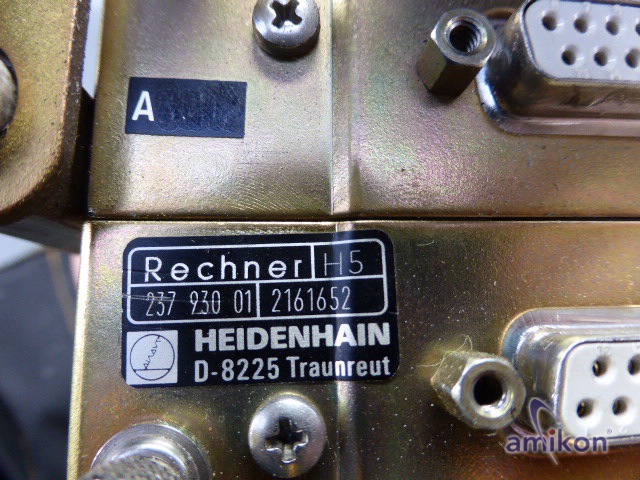 A
Rechner H5
237 930 01 2161652
HEIDENHAIN
D-8225 Traunreut
amikon